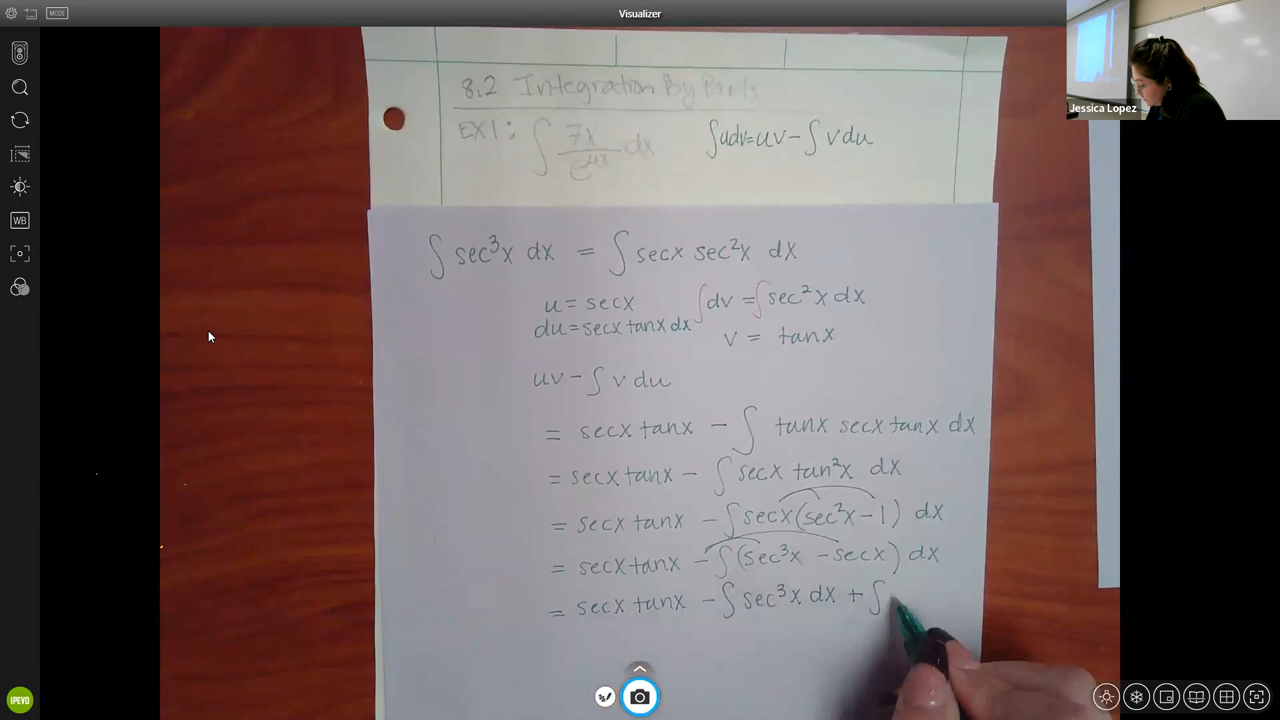 MODE
Visualizer
Jessica Lopez
WB
8.2 Integration By Parts
EX1: ∫ 7x/e^{4x} dx ∫udv=uv-∫vdu
∫ sec³x dx = ∫ secx sec²x dx
u = secx ∫dv = ∫sec²x dx
du = secx tanx dx v = tanx
uv - ∫ v du
= secx tanx - ∫ tanx secx tanx dx
= secx tanx - ∫ secx tan²x dx
= secx tanx - ∫ secx(sec²x - 1) dx
= secx tanx - ∫ (sec³x - secx) dx
= secx tanx - ∫ sec³x dx + ∫
IPEVO